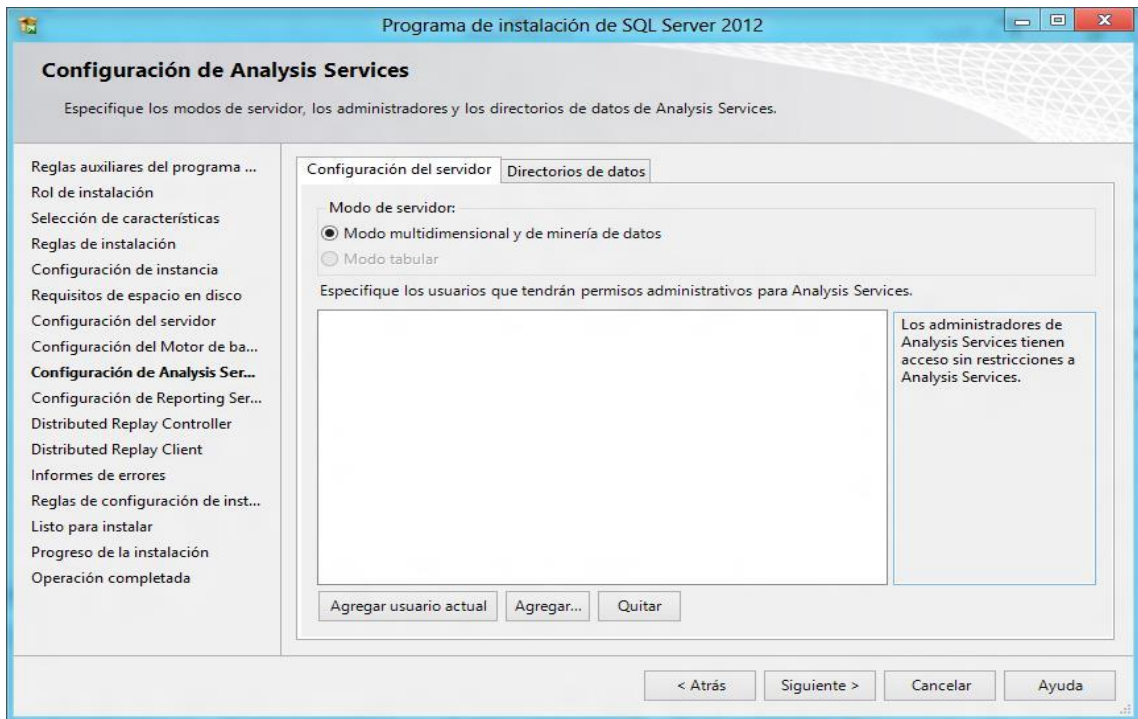 Programa de instalación de SQL Server 2012
Configuración de Analysis Services
Especifique los modos de servidor, los administradores y los directorios de datos de Analysis Services.
Reglas auxiliares del programa ...
Rol de instalación
Selección de características
Reglas de instalación
Configuración de instancia
Requisitos de espacio en disco
Configuración del servidor
Configuración del Motor de ba...
Configuración de Analysis Ser...
Configuración de Reporting Ser...
Distributed Replay Controller
Distributed Replay Client
Informes de errores
Reglas de configuración de inst...
Listo para instalar
Progreso de la instalación
Operación completada
Configuración del servidor
Directorios de datos
Modo de servidor:
Modo multidimensional y de minería de datos
Modo tabular
Especifique los usuarios que tendrán permisos administrativos para Analysis Services.
Los administradores de
Analysis Services tienen
acceso sin restricciones a
Analysis Services.
Agregar usuario actual
Agregar...
Quitar
< Atrás
Siguiente >
Cancelar
Ayuda